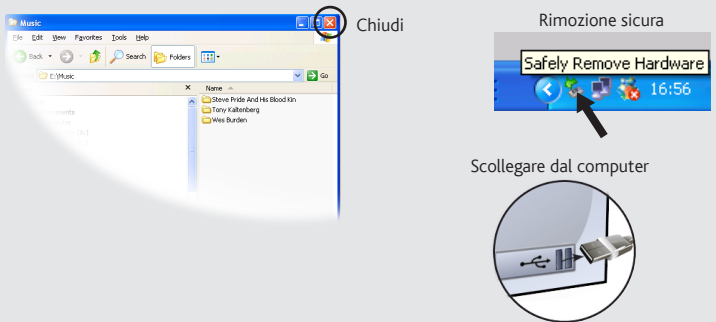 Music
Chiudi
File Edit View Favorites Tools Help
Back Search Folders
E:\Music Go
Name
Steve Pride And His Blood Kin
Tony Kaltenberg
Wes Burden
Rimozione sicura
Safely Remove Hardware
16:56
Scollegare dal computer